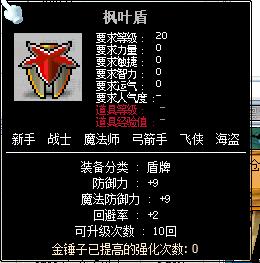 枫叶盾
要求等级: 20
要求力量: 0
要求敏捷: 0
要求智力: 0
要求运气: 0
要求人气度: -
道具等级: -
道具经验值: -
新手 战士 魔法师 弓箭手 飞侠 海盗
装备分类: 盾牌
防御力: +9
魔法防御力: +9
回避率: +2
可升级次数: 10回
金锤子已提高的强化次数: 0